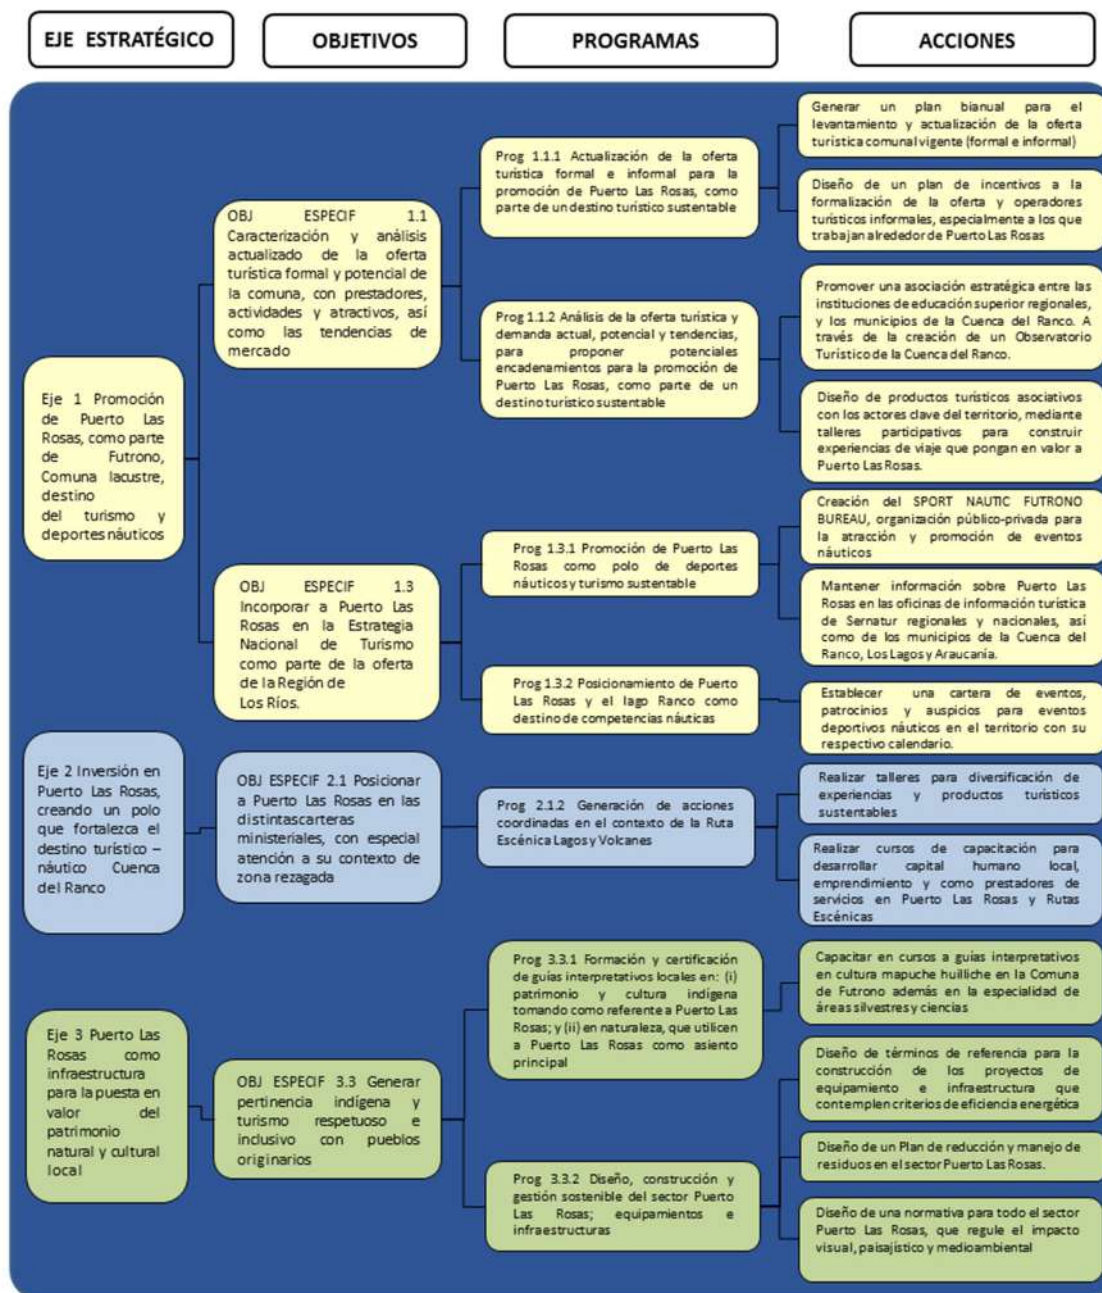 EJE ESTRATÉGICO
OBJETIVOS
PROGRAMAS
ACCIONES
Eje 1 Promoción
de Puerto Las
Rosas, como parte
de Futrono,
Comuna lacustre,
destino
del turismo y
deportes náuticos
OBJ ESPECIF 1.1
Caracterización y análisis
actualizado de la oferta
turística formal y potencial de
la comuna, con prestadores,
actividades y atractivos, así
como las tendencias de
mercado
Prog 1.1.1 Actualización de la oferta
turística formal e informal para la
promoción de Puerto Las Rosas, como
parte de un destino turístico sustentable
Generar un plan bianual para el
levantamiento y actualización de la oferta
turística comunal vigente (formal e informal)
Diseño de un plan de incentivos a la
formalización de la oferta y operadores
turísticos informales, especialmente a los que
trabajan alrededor de Puerto Las Rosas
Prog 1.1.2 Análisis de la oferta turística y
demanda actual, potencial y tendencias,
para proponer potenciales
encadenamientos para la promoción de
Puerto Las Rosas, como parte de un
destino turístico sustentable
Promover una asociación estratégica entre las
instituciones de educación superior regionales,
y los municipios de la Cuenca del Ranco. A
través de la creación de un Observatorio
Turístico de la Cuenca del Ranco.
Diseño de productos turísticos asociativos
con los actores clave del territorio, mediante
talleres participativos para construir
experiencias de viaje que pongan en valor a
Puerto Las Rosas.
OBJ ESPECIF 1.3
Incorporar a Puerto Las
Rosas en la Estrategia
Nacional de Turismo
como parte de la oferta
de la Región de
Los Ríos.
Prog 1.3.1 Promoción de Puerto Las
Rosas como polo de deportes
náuticos y turismo sustentable
Creación del SPORT NAUTIC FUTRONO
BUREAU, organización público-privada para
la atracción y promoción de eventos
náuticos
Mantener información sobre Puerto Las
Rosas en las oficinas de información turística
de Sernatur regionales y nacionales, así
como de los municipios de la Cuenca del
Ranco, Los Lagos y Araucanía.
Prog 1.3.2 Posicionamiento de Puerto
Las Rosas y el lago Ranco como
destino de competencias náuticas
Establecer una cartera de eventos,
patrocinios y auspicios para eventos
deportivos náuticos en el territorio con su
respectivo calendario.
Eje 2 Inversión en
Puerto Las Rosas,
creando un polo
que fortalezca el
destino turístico –
náutico Cuenca
del Ranco
OBJ ESPECIF 2.1 Posicionar
a Puerto Las Rosas en las
distintascarteras
ministeriales, con especial
atención a su contexto de
zona rezagada
Prog 2.1.2 Generación de acciones
coordinadas en el contexto de la Ruta
Escénica Lagos y Volcanes
Realizar talleres para diversificación de
experiencias y productos turísticos
sustentables
Realizar cursos de capacitación para
desarrollar capital humano local,
emprendimiento y como prestadores de
servicios en Puerto Las Rosas y Rutas
Escénicas
Eje 3 Puerto Las
Rosas como
infraestructura
para la puesta en
valor del
patrimonio
natural y cultural
local
OBJ ESPECIF 3.3 Generar
pertinencia indígena y
turismo respetuoso e
inclusivo con pueblos
originarios
Prog 3.3.1 Formación y certificación
de guías interpretativos locales en: (i)
patrimonio y cultura indígena
tomando como referente a Puerto Las
Rosas; y (ii) en naturaleza, que utilicen
a Puerto Las Rosas como asiento
principal
Capacitar en cursos a guías interpretativos
en cultura mapuche huilliche en la Comuna
de Futrono además en la especialidad de
áreas silvestres y ciencias
Prog 3.3.2 Diseño, construcción y
gestión sostenible del sector Puerto
Las Rosas; equipamientos e
infraestructuras
Diseño de términos de referencia para la
construcción de los proyectos de
equipamiento e infraestructura que
contemplen criterios de eficiencia energética
Diseño de un Plan de reducción y manejo de
residuos en el sector Puerto Las Rosas.
Diseño de una normativa para todo el sector
Puerto Las Rosas, que regule el impacto
visual, paisajístico y medioambiental